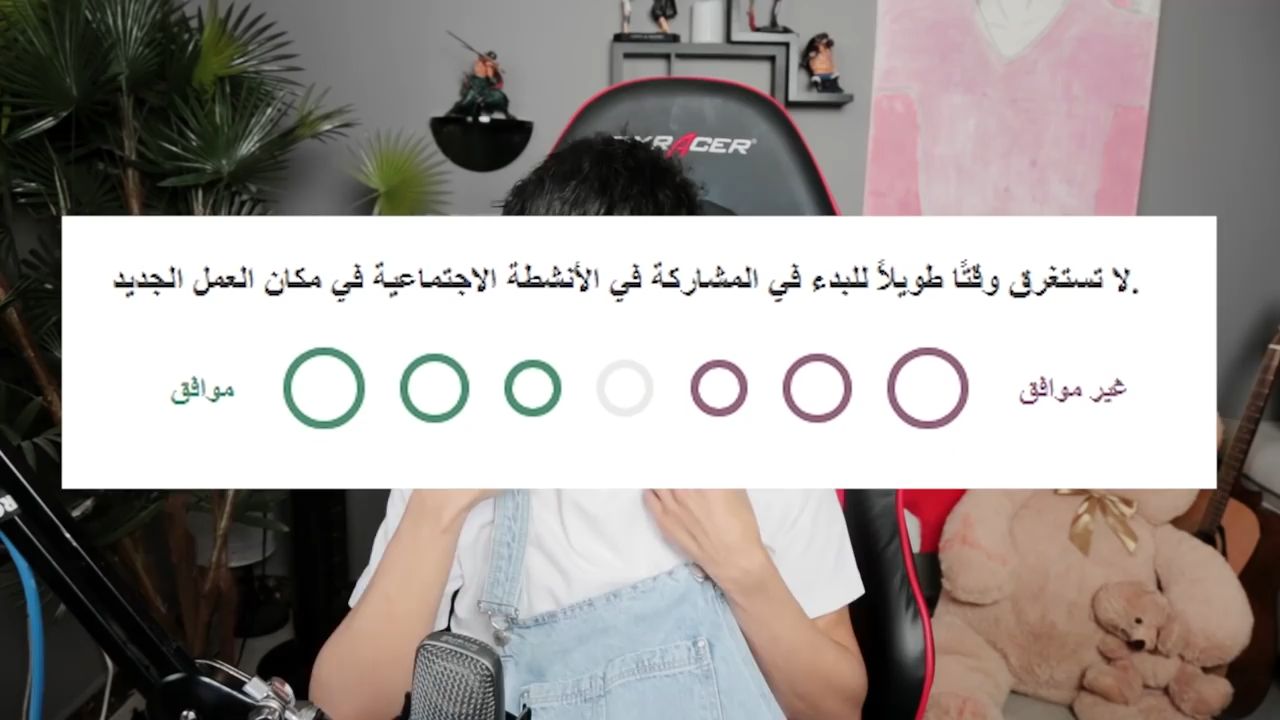 لا تستغرق وقتًا طويلاً للبدء في المشاركة في الأنشطة الاجتماعية في مكان العمل الجديد.
موافق
غير موافق